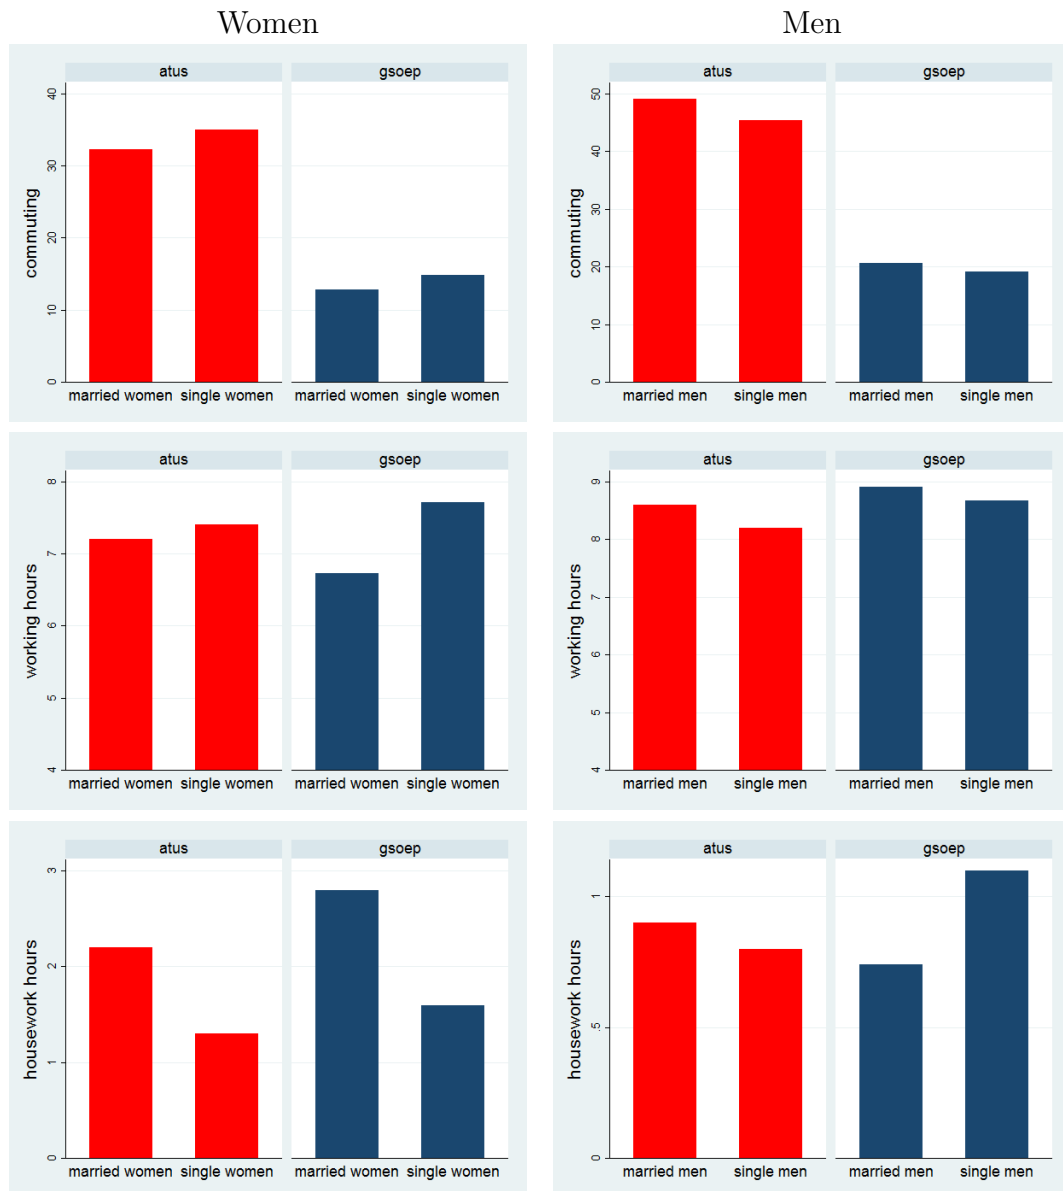 Women
atus gsoep
commuting
40
30
20
10
0
married women single women married women single women
Men
atus gsoep
commuting
50
40
30
20
10
0
married men single men married men single men
atus gsoep
working hours
8
7
6
5
4
married women single women married women single women
atus gsoep
working hours
9
8
7
6
5
4
married men single men married men single men
atus gsoep
housework hours
3
2
1
0
married women single women married women single women
atus gsoep
housework hours
1
.5
0
married men single men married men single men